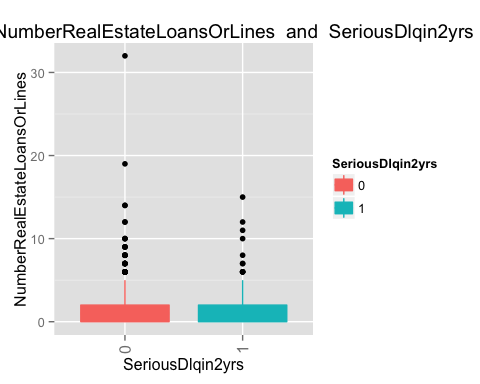 NumberRealEstateLoansOrLines and SeriousDlqin2yrs
NumberRealEstateLoansOrLines
30
20
10
0
0
1
SeriousDlqin2yrs
SeriousDlqin2yrs
0
1